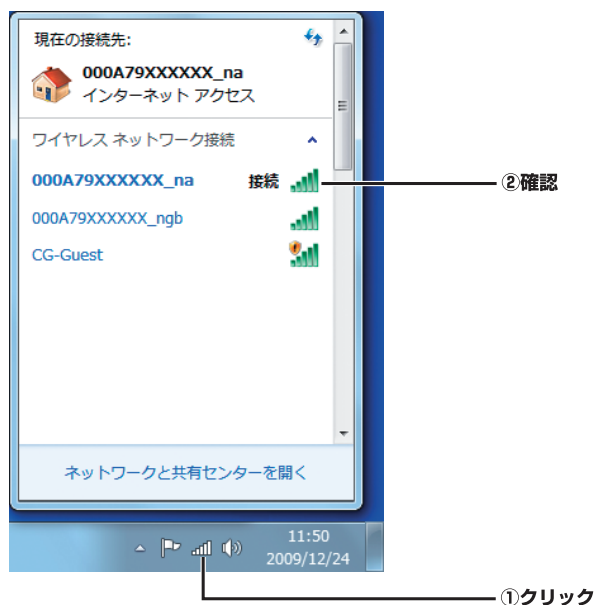 現在の接続先:
000A79XXXXXX_na
インターネット アクセス
ワイヤレス ネットワーク接続
000A79XXXXXX_na 接続
②確認
000A79XXXXXX_ngb
CG-Guest
ネットワークと共有センターを開く
11:50
2009/12/24
①クリック